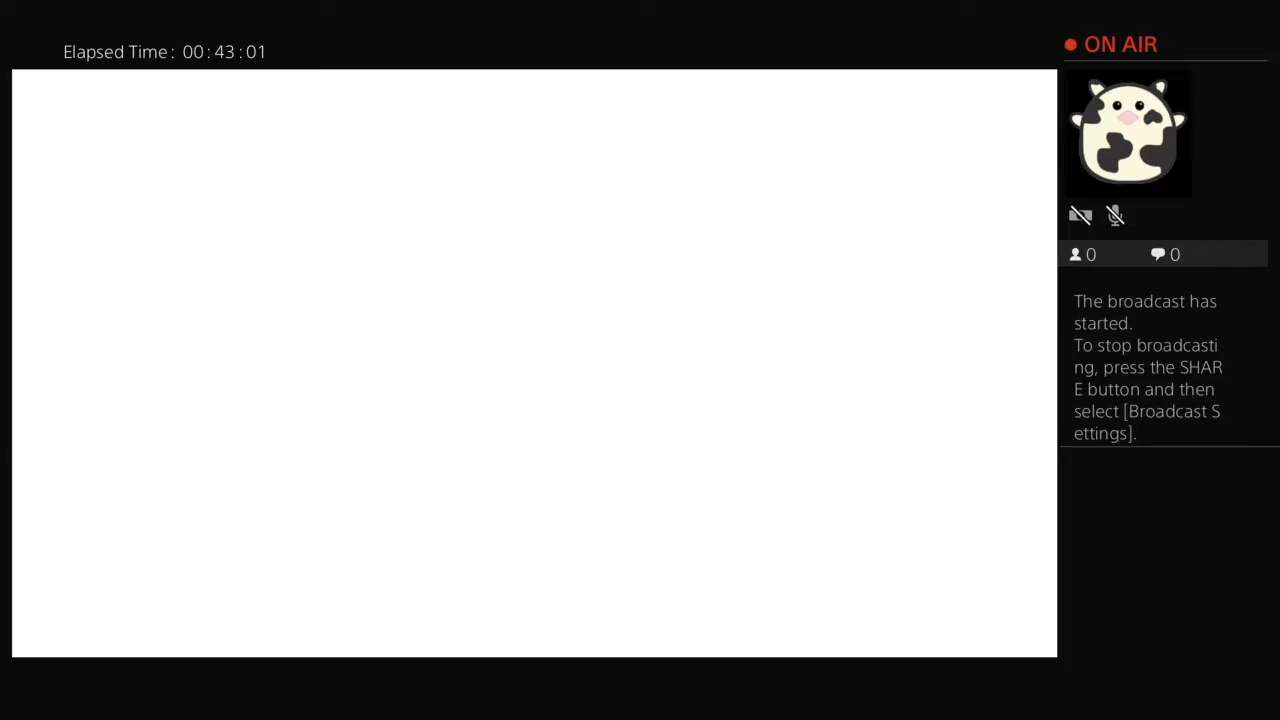 Elapsed Time: 00:43:01
ON AIR
0 0
The broadcast has
started.
To stop broadcasti
ng, press the SHAR
E button and then
select [Broadcast S
ettings].